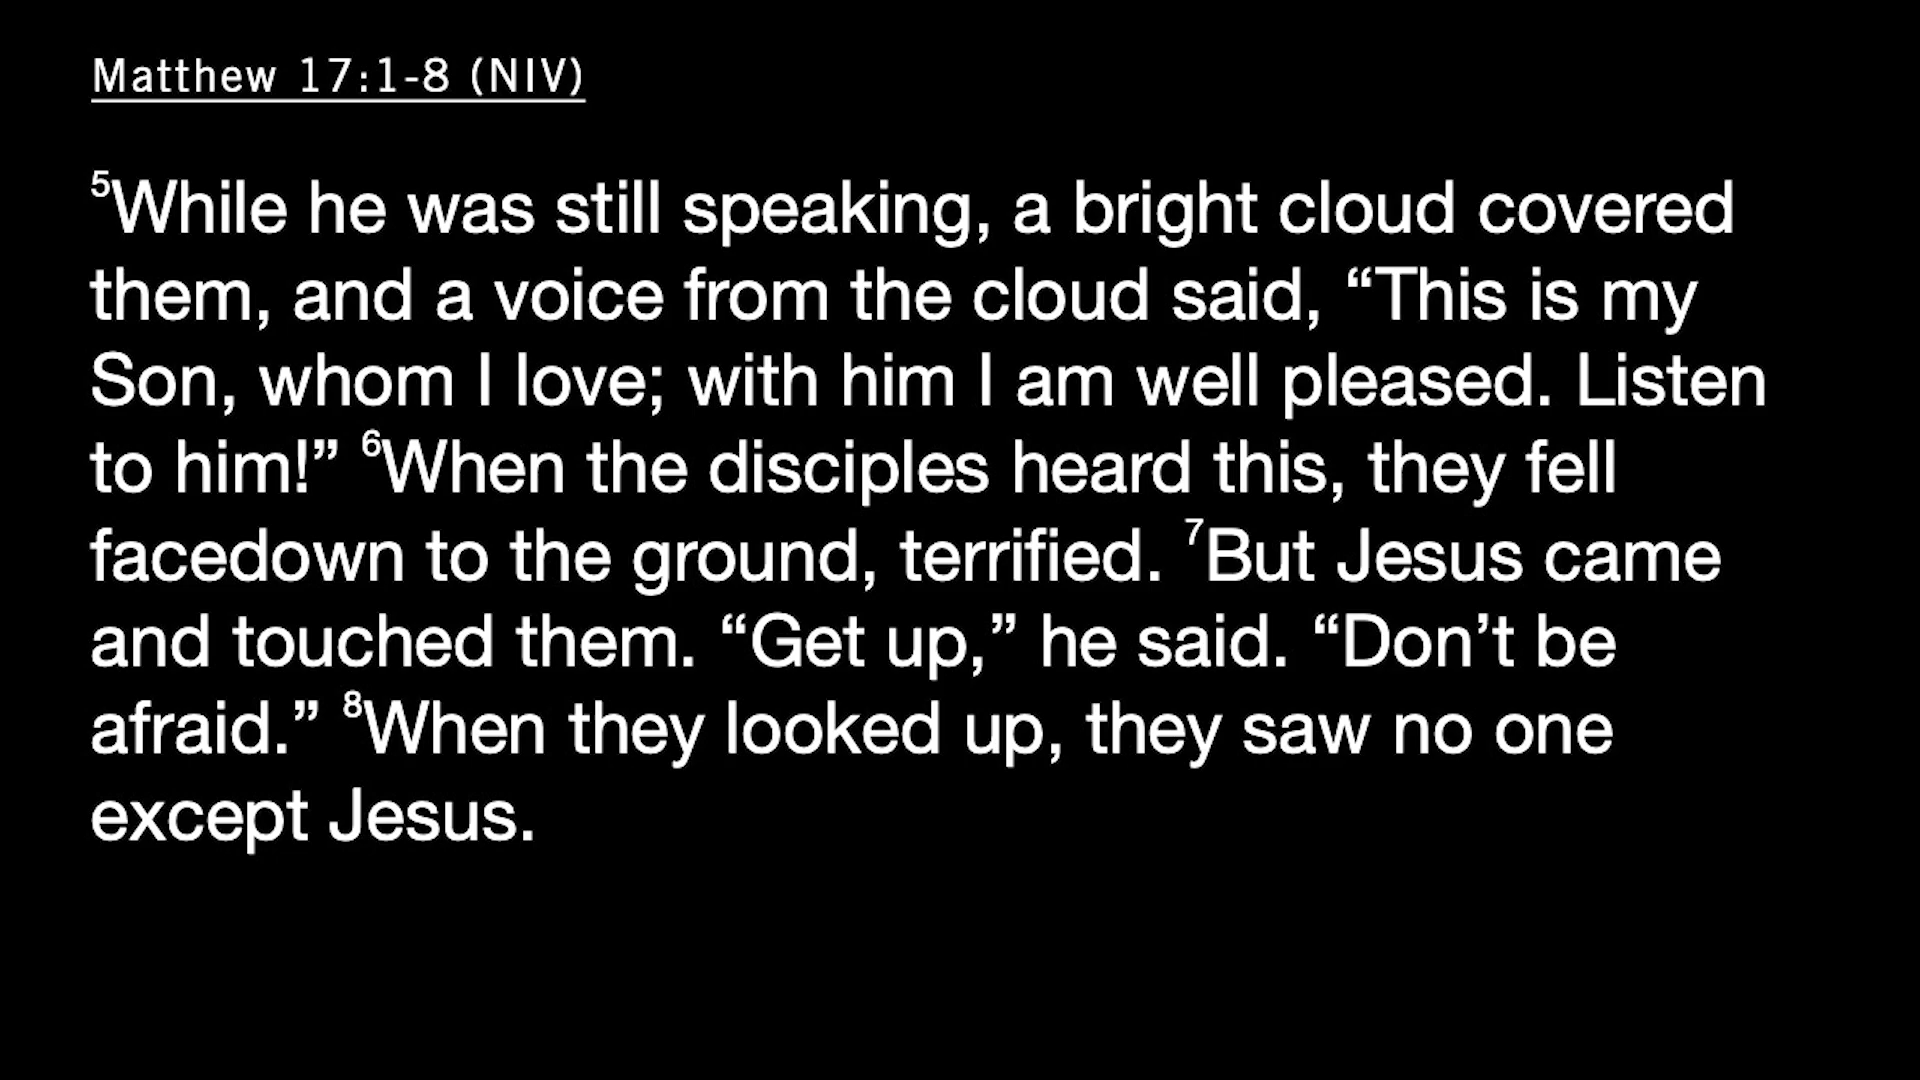 Matthew 17:1-8 (NIV)
⁵While he was still speaking, a bright cloud covered
them, and a voice from the cloud said, “This is my
Son, whom I love; with him I am well pleased. Listen
to him!” ⁶When the disciples heard this, they fell
facedown to the ground, terrified. ⁷But Jesus came
and touched them. “Get up,” he said. “Don’t be
afraid.” ⁸When they looked up, they saw no one
except Jesus.